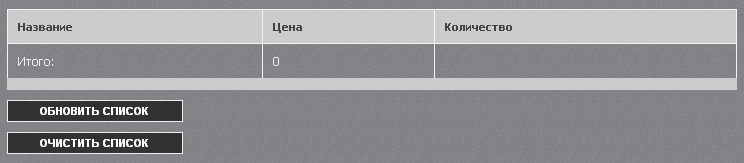 Название Цена Количество
Итого: 0
ОБНОВИТЬ СПИСОК
ОЧИСТИТЬ СПИСОК